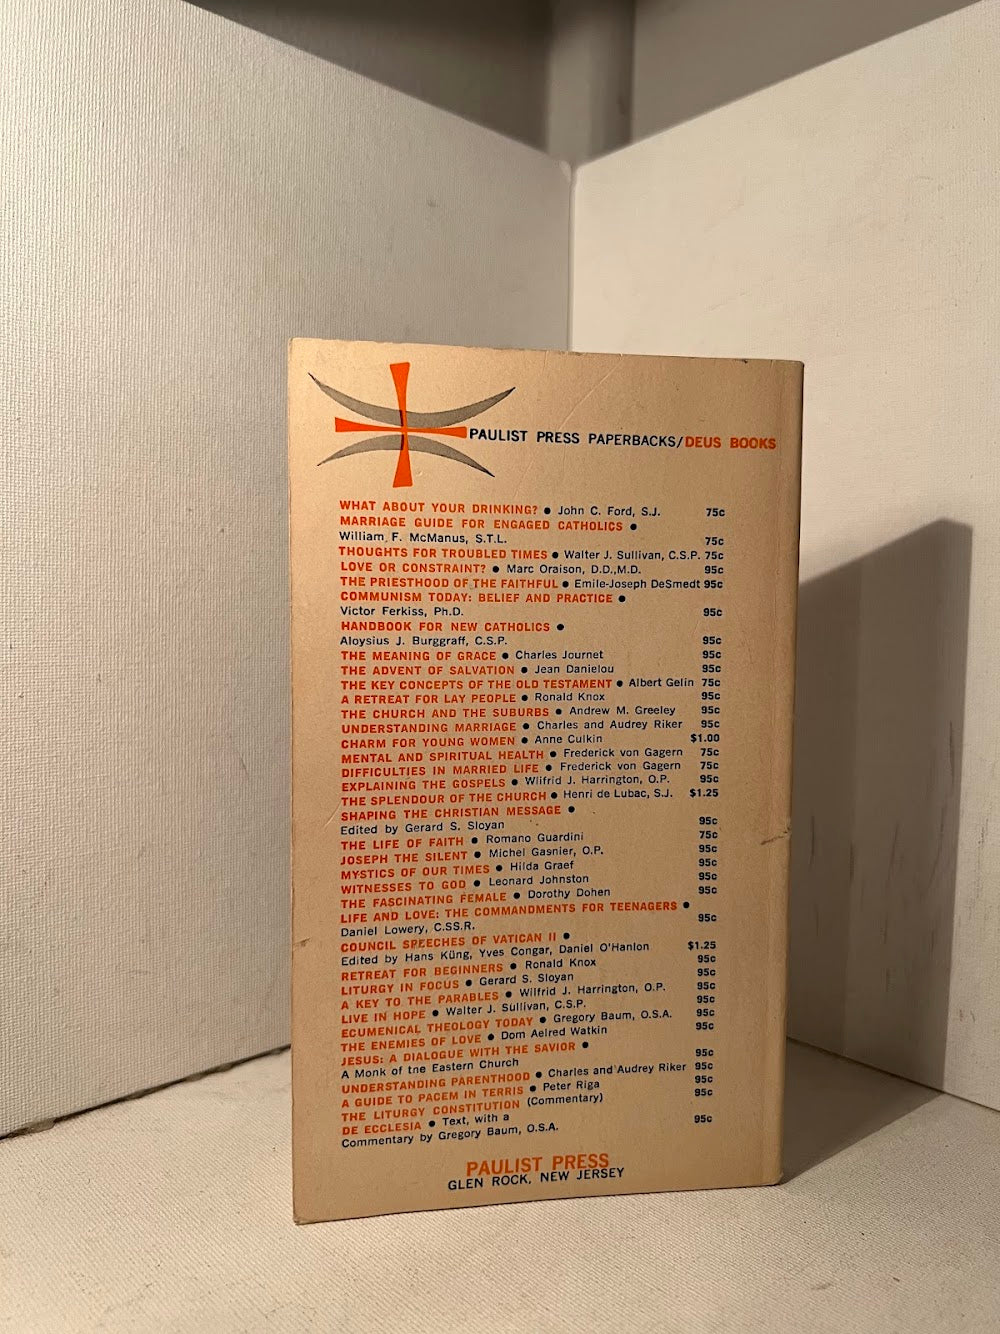 PAULIST PRESS PAPERBACKS/DEUS BOOKS
WHAT ABOUT YOUR DRINKING? ● John C. Ford, S.J. 75c
MARRIAGE GUIDE FOR ENGAGED CATHOLICS ●
William F. McManus, S.T.L. 75c
THOUGHTS FOR TROUBLED TIMES ● Walter J. Sullivan, C.S.P. 75c
LOVE OR CONSTRAINT? ● Marc Oraison, D.D.,M.D. 95c
THE PRIESTHOOD OF THE FAITHFUL ● Emile-Joseph DeSmedt 95c
COMMUNISM TODAY: BELIEF AND PRACTICE ●
Victor Ferkiss, Ph.D. 95c
HANDBOOK FOR NEW CATHOLICS ●
Aloysius J. Burggraff, C.S.P. 95c
THE MEANING OF GRACE ● Charles Journet 95c
THE ADVENT OF SALVATION ● Jean Danielou 95c
THE KEY CONCEPTS OF THE OLD TESTAMENT ● Albert Gelin 75c
A RETREAT FOR LAY PEOPLE ● Ronald Knox 95c
THE CHURCH AND THE SUBURBS ● Andrew M. Greeley 95c
UNDERSTANDING MARRIAGE ● Charles and Audrey Riker 95c
CHARM FOR YOUNG WOMEN ● Anne Culkin $1.00
MENTAL AND SPIRITUAL HEALTH ● Frederick von Gagern 75c
DIFFICULTIES IN MARRIED LIFE ● Frederick von Gagern 75c
EXPLAINING THE GOSPELS ● Wilfrid J. Harrington, O.P. 95c
THE SPLENDOUR OF THE CHURCH ● Henri de Lubac, S.J. $1.25
SHAPING THE CHRISTIAN MESSAGE ●
Edited by Gerard S. Sloyan 95c
THE LIFE OF FAITH ● Romano Guardini 75c
JOSEPH THE SILENT ● Michel Gasnier, O.P. 95c
MYSTICS OF OUR TIMES ● Hilda Graef 95c
WITNESSES TO GOD ● Leonard Johnston 95c
THE FASCINATING FEMALE ● Dorothy Dohen 95c
LIFE AND LOVE: THE COMMANDMENTS FOR TEENAGERS ●
Daniel Lowery, C.SS.R. 95c
COUNCIL SPEECHES OF VATICAN II ●
Edited by Hans Küng, Yves Congar, Daniel O'Hanlon $1.25
RETREAT FOR BEGINNERS ● Ronald Knox 95c
LITURGY IN FOCUS ● Gerard S. Sloyan 95c
A KEY TO THE PARABLES ● Wilfrid J. Harrington, O.P. 95c
LIVE IN HOPE ● Walter J. Sullivan, C.S.P. 95c
ECUMENICAL THEOLOGY TODAY ● Gregory Baum, O.S.A. 95c
THE ENEMIES OF LOVE ● Dom Aelred Watkin 95c
JESUS: A DIALOGUE WITH THE SAVIOR ●
A Monk of the Eastern Church 95c
UNDERSTANDING PARENTHOOD ● Charles and Audrey Riker 95c
A GUIDE TO PACEM IN TERRIS ● Peter Riga 95c
THE LITURGY CONSTITUTION (Commentary) 95c
DE ECCLESIA ● Text, with a
Commentary by Gregory Baum, O.S.A. 95c
PAULIST PRESS
GLEN ROCK, NEW JERSEY